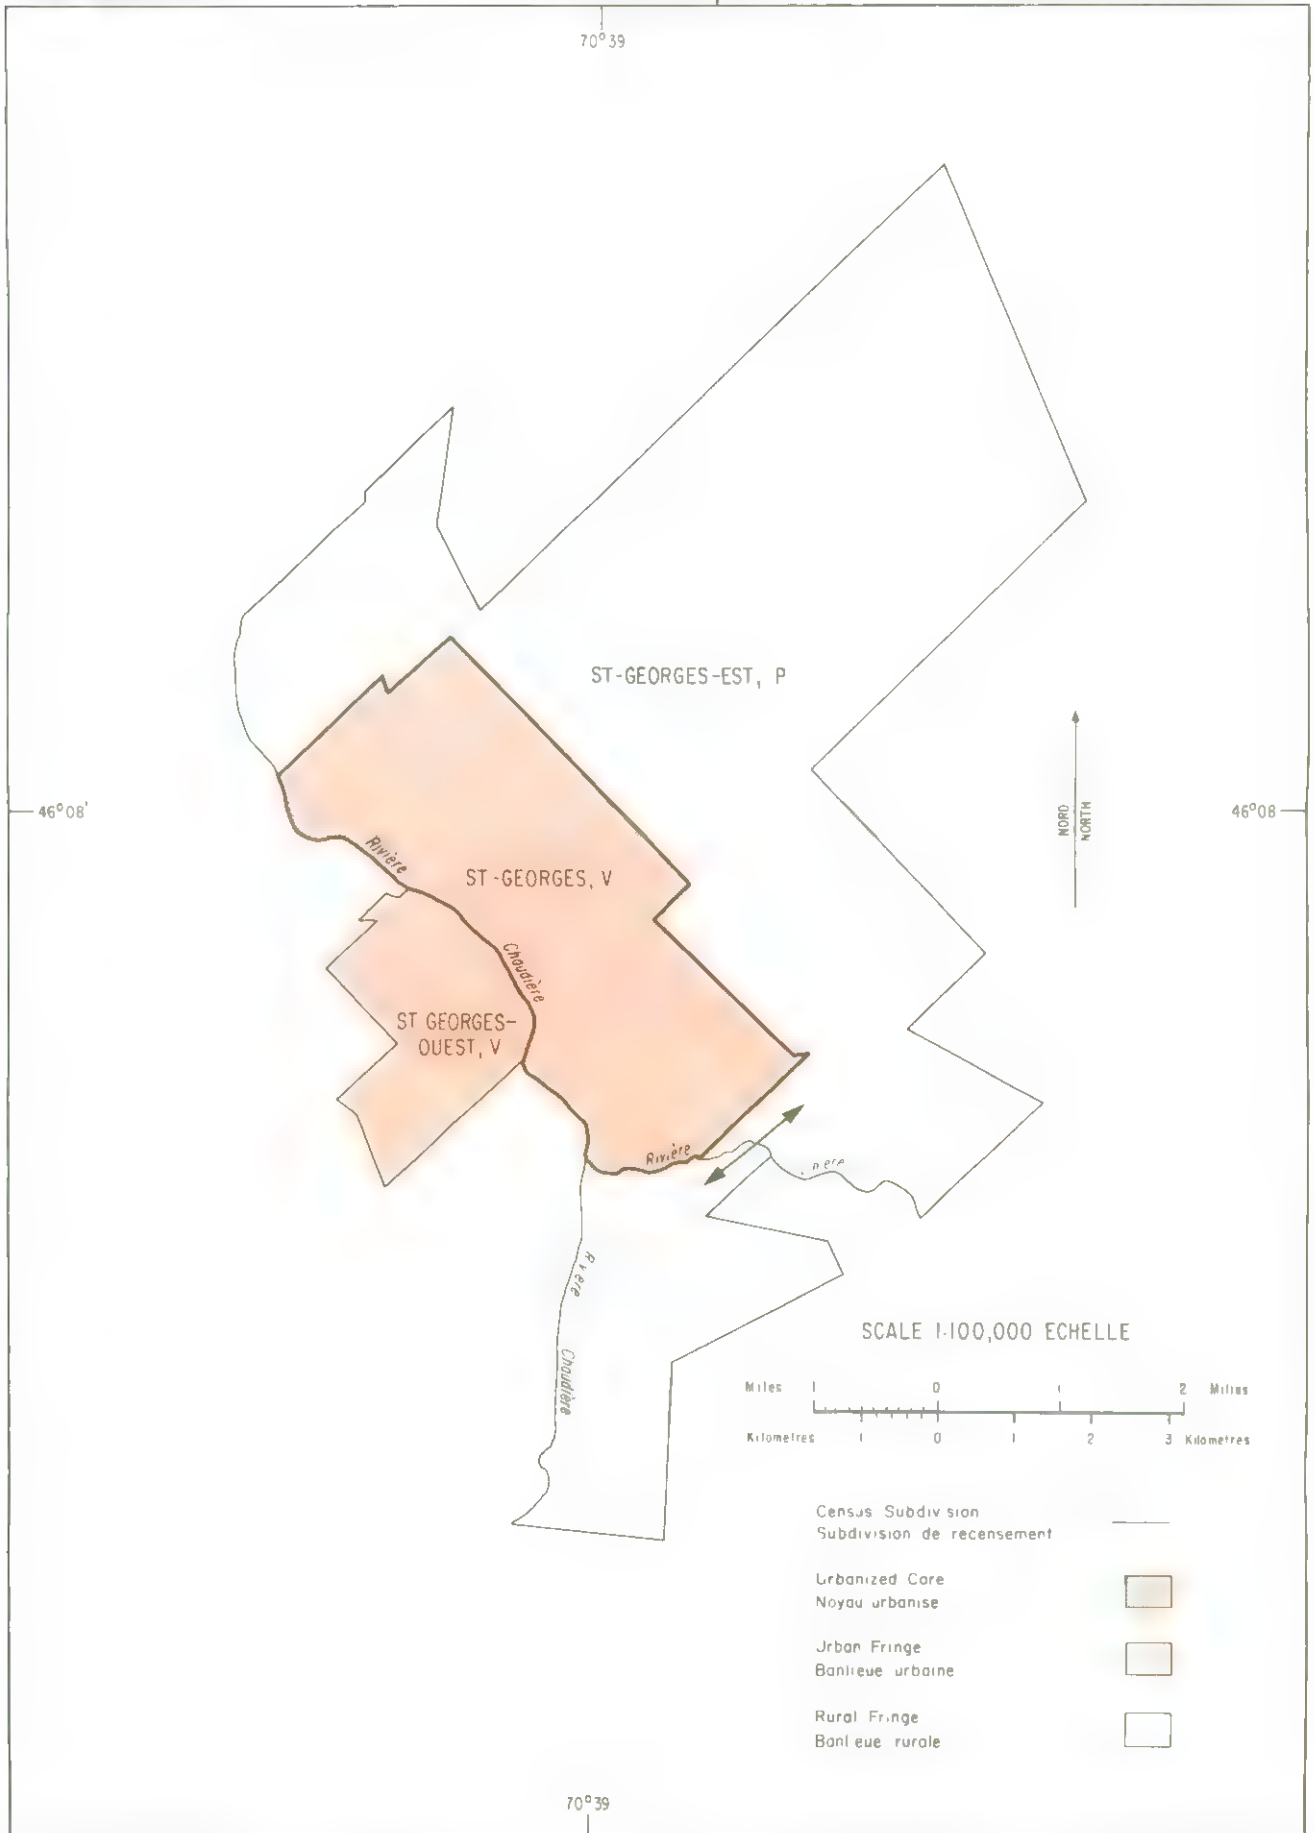 70°39
ST-GEORGES-EST, P
46°08'
46°08
NORD
NORTH
Rivière
ST-GEORGES, V
Chaudière
ST GEORGES-
OUEST, V
Rivière
Rivière
Chaudière
SCALE 1:100,000 ECHELLE
Miles 1 0 1 2 Milles
Kilometres 1 0 1 2 3 Kilometres
Census Subdivision
Subdivision de recensement
Urbanized Core
Noyau urbanise
Urban Fringe
Banlieue urbaine
Rural Fringe
Banlieue rurale
70°39